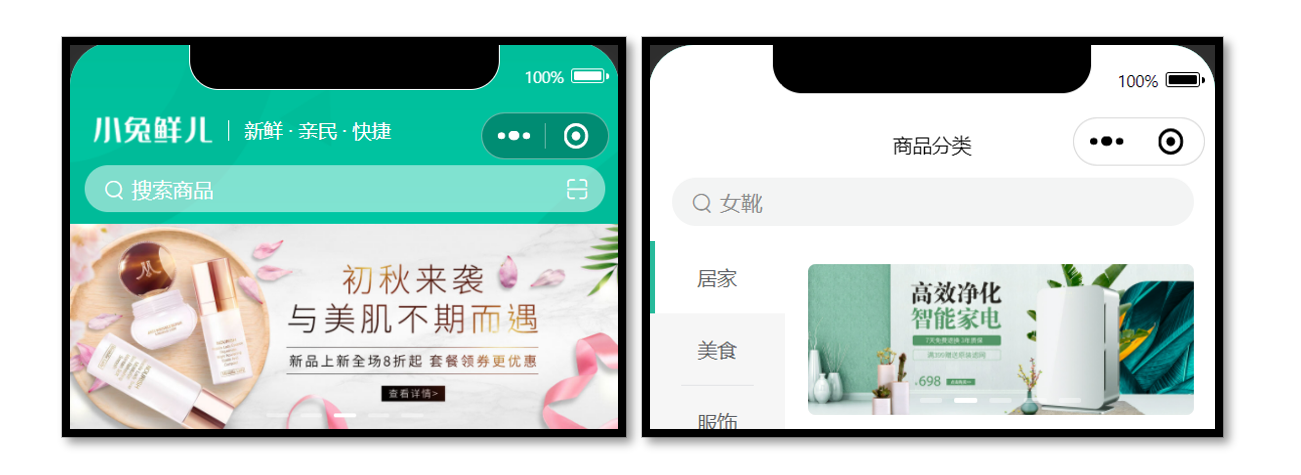 100%
小兔鲜儿
新鲜·亲民·快捷
搜索商品
初秋来袭
与美肌不期而遇
新品上新全场8折起 套餐领券更优惠
查看详情>
100%
商品分类
女靴
居家
美食
服饰
高效净化
智能家电
698